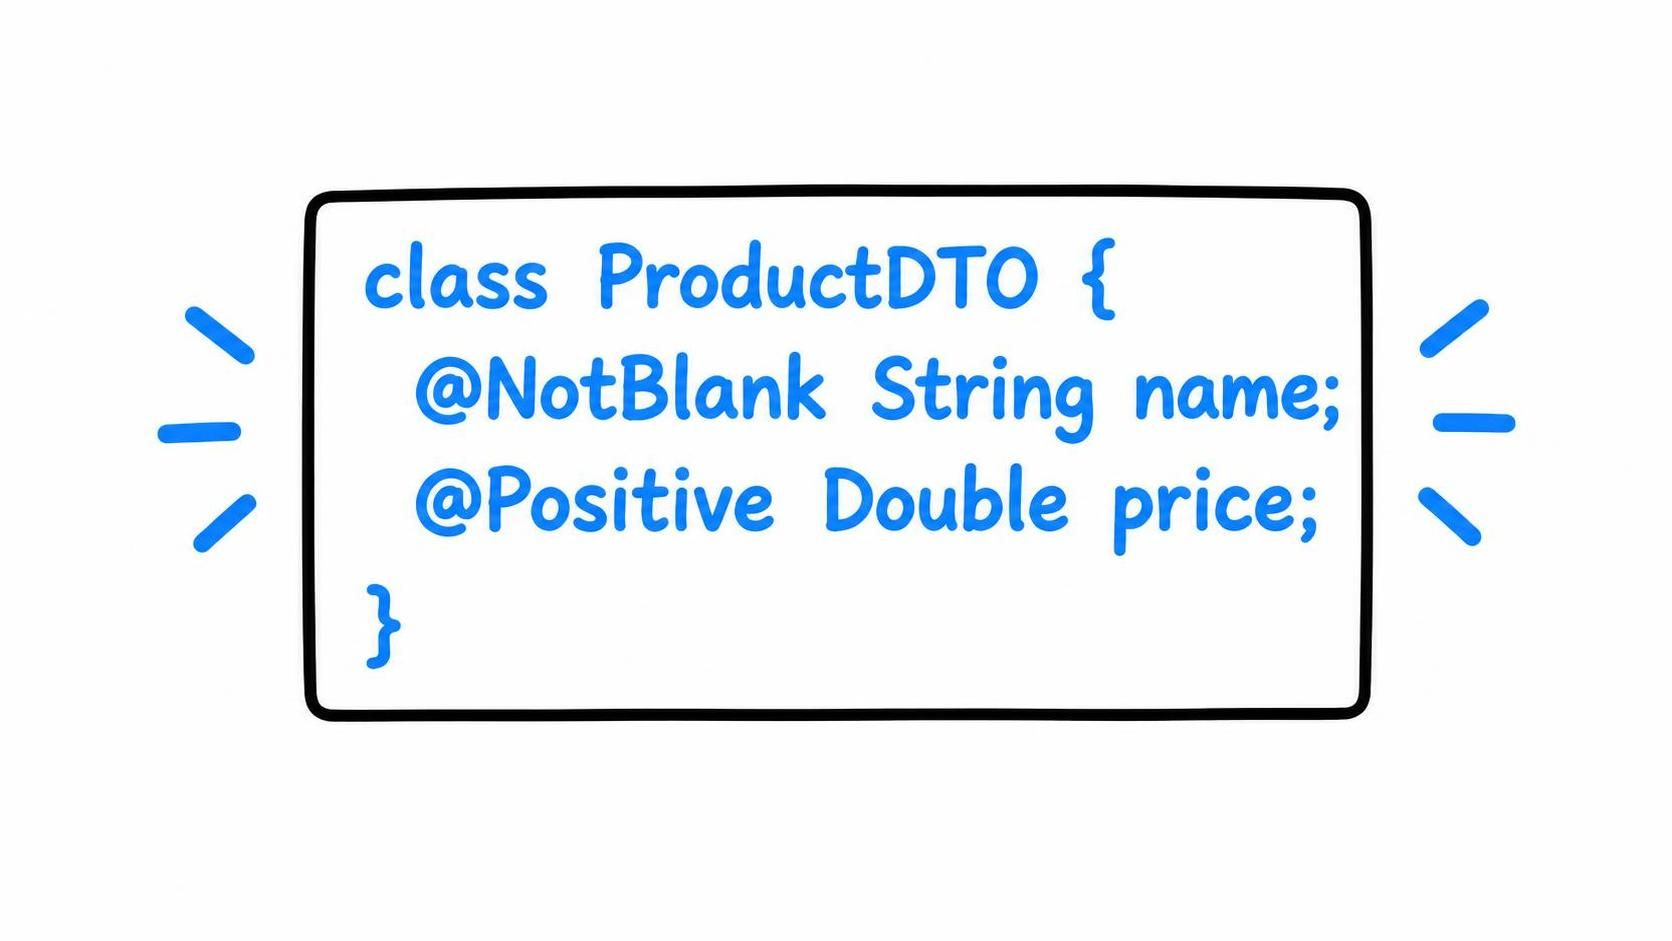 class ProductDTO {
@NotBlank String name;
@Positive Double price;
}